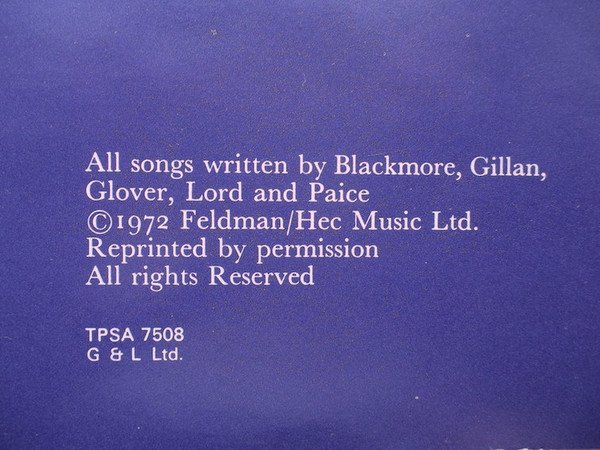 All songs written by Blackmore, Gillan,
Glover, Lord and Paice
©1972 Feldman/Hec Music Ltd.
Reprinted by permission
All rights Reserved
TPSA 7508
G & L Ltd.